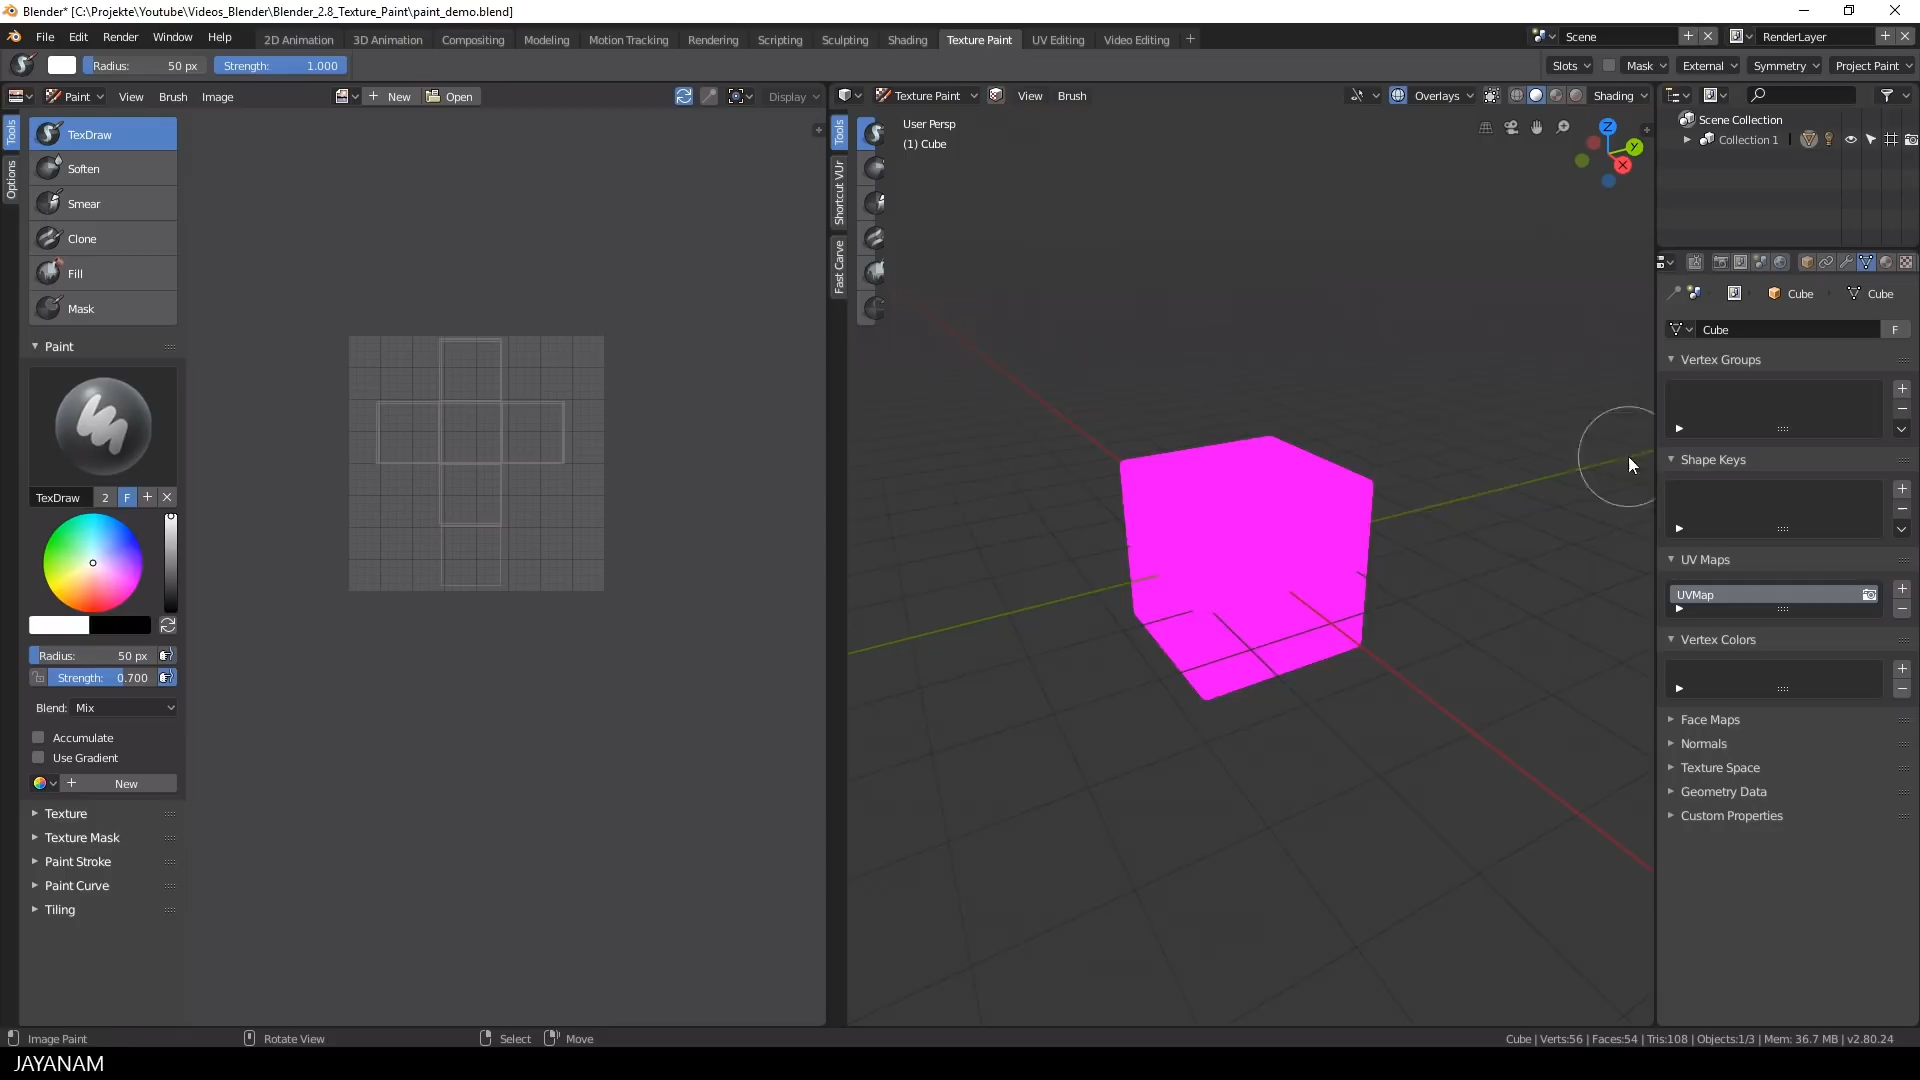 Blender* [C:\Projekte\Youtube\Videos_Blender\Blender_2.8_Texture_Paint\paint_demo.blend]
File Edit Render Window Help 2D Animation 3D Animation Compositing Modeling Motion Tracking Rendering Scripting Sculpting Shading Texture Paint UV Editing Video Editing Scene RenderLayer
Radius: 50 px Strength: 1.000 Slots Mask External Symmetry Project Paint
Paint View Brush Image New Open Display Texture Paint View Brush Overlays Shading
Tools
Options
TexDraw
Soften
Smear
Clone
Fill
Mask
Paint
TexDraw 2 F
Radius: 50 px
Strength: 0.700
Blend: Mix
Accumulate
Use Gradient
New
Texture
Texture Mask
Paint Stroke
Paint Curve
Tiling
Tools
Shortcut VUr
Fast Carve
User Persp
(1) Cube
Z
Y
X
Scene Collection
Collection 1
Cube Cube
Cube F
Vertex Groups
Shape Keys
UV Maps
UVMap
Vertex Colors
Face Maps
Normals
Texture Space
Geometry Data
Custom Properties
Image Paint Rotate View Select Move Cube | Verts:56 | Faces:54 | Tris:108 | Objects:1/3 | Mem: 36.7 MB | v2.80.24
JAYANAM